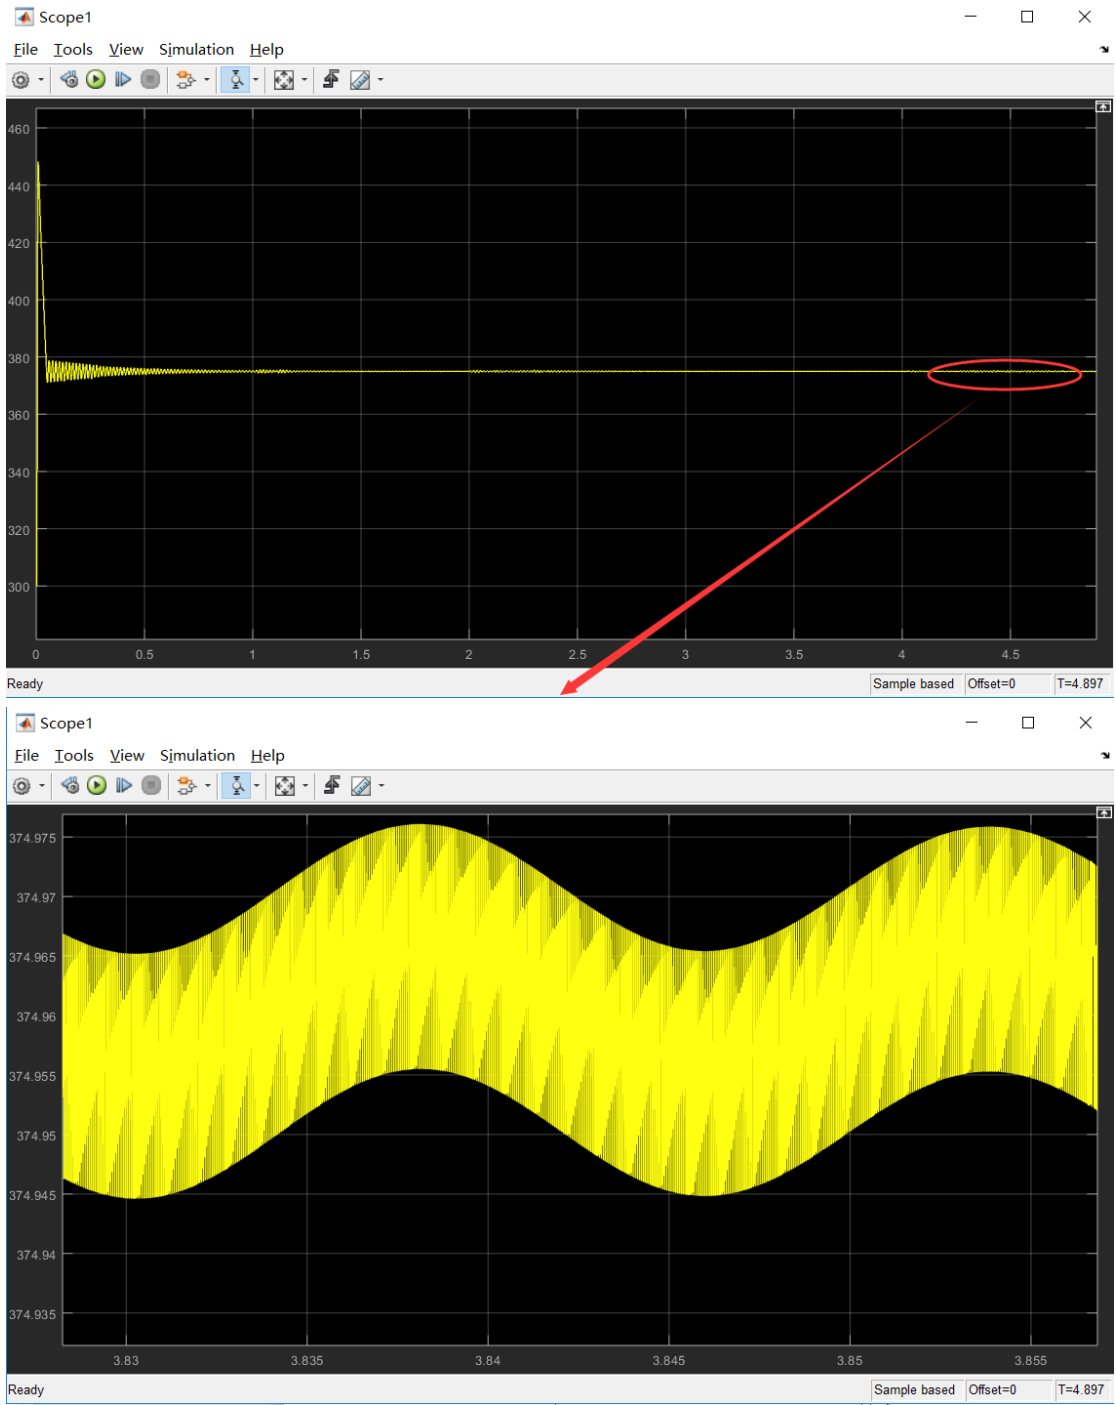 Scope1
File Tools View Simulation Help
460
440
420
400
380
360
340
320
300
0 0.5 1 1.5 2 2.5 3 3.5 4 4.5
Ready Sample based Offset=0 T=4.897
Scope1
File Tools View Simulation Help
374.975
374.97
374.965
374.96
374.955
374.95
374.945
374.94
374.935
3.83 3.835 3.84 3.845 3.85 3.855
Ready Sample based Offset=0 T=4.897